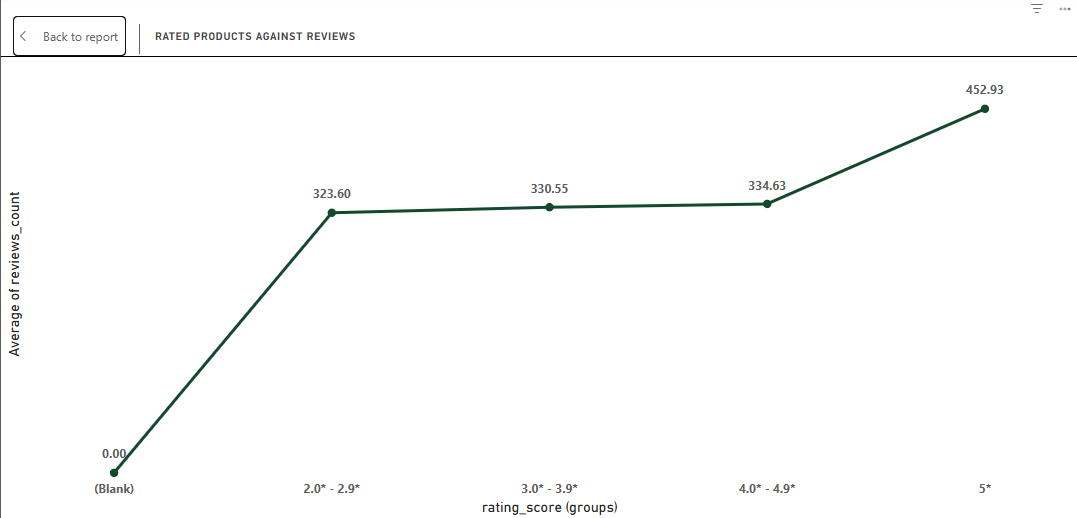 Back to report
RATED PRODUCTS AGAINST REVIEWS
452.93
334.63
330.55
323.60
0.00
Average of reviews_count
(Blank)
2.0* - 2.9*
3.0* - 3.9*
4.0* - 4.9*
5*
rating_score (groups)